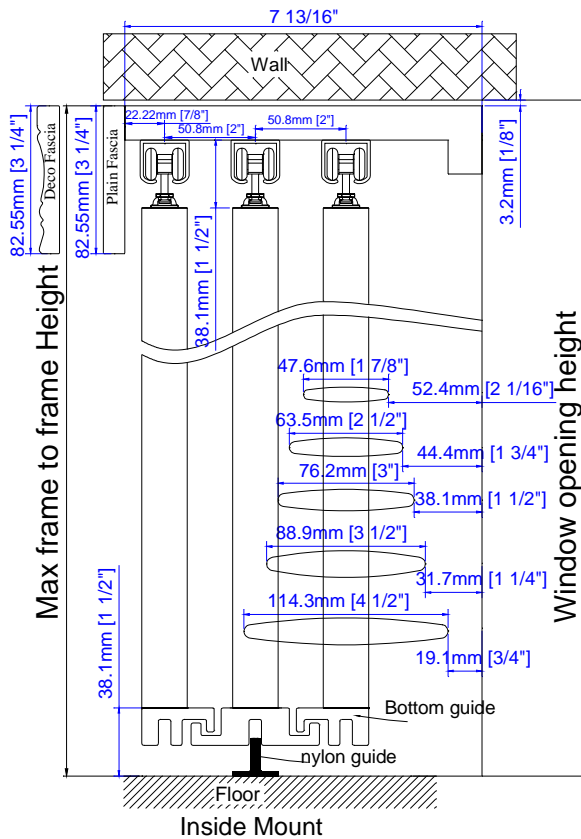 7 13/16"
Wall
22.22mm [7/8"]
50.8mm [2"]
50.8mm [2"]
3.2mm [1/8"]
82.55mm [3 1/4"]
Deco Fascia
82.55mm [3 1/4"]
Plain Fascia
38.1mm [1 1/2"]
Max frame to frame Height
Window opening height
47.6mm [1 7/8"]
52.4mm [2 1/16"]
63.5mm [2 1/2"]
44.4mm [1 3/4"]
76.2mm [3"]
38.1mm [1 1/2"]
88.9mm [3 1/2"]
31.7mm [1 1/4"]
114.3mm [4 1/2"]
19.1mm [3/4"]
38.1mm [1 1/2"]
Bottom guide
nylon guide
Floor
Inside Mount